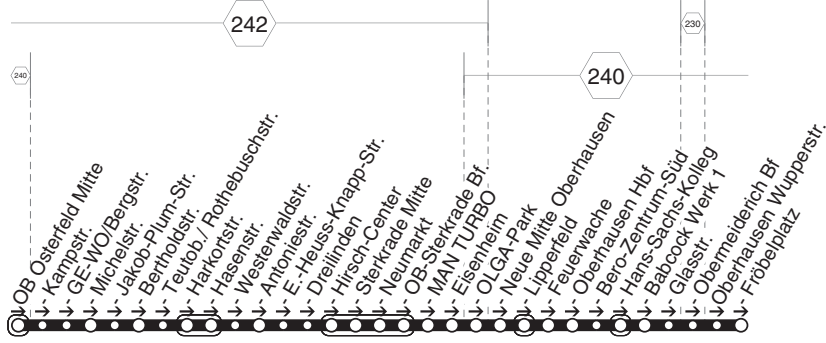 242
230
240
240
OB Osterfeld Mitte
Kampstr.
GE-WO/Bergstr.
Michelstr.
Jakob-Plum-Str.
Bertholdstr.
Teutob./ Rothebuschstr.
Harkortstr.
Hasenstr.
Westerwaldstr.
Antoniestr.
E.-Heuss-Knapp-Str.
Dreilinden
Hirsch-Center
Sterkrade Mitte
Neumarkt
OB-Sterkrade Bf.
MAN TURBO
Eisenheim
OLGA-Park
Neue Mitte Oberhausen
Lipperfeld
Feuerwache
Oberhausen Hbf
Bero-Zentrum-Süd
Hans-Sachs-Kolleg
Babcock Werk 1
Glasstr.
Obermeiderich Bf
Oberhausen Wupperstr.
Fröbelplatz